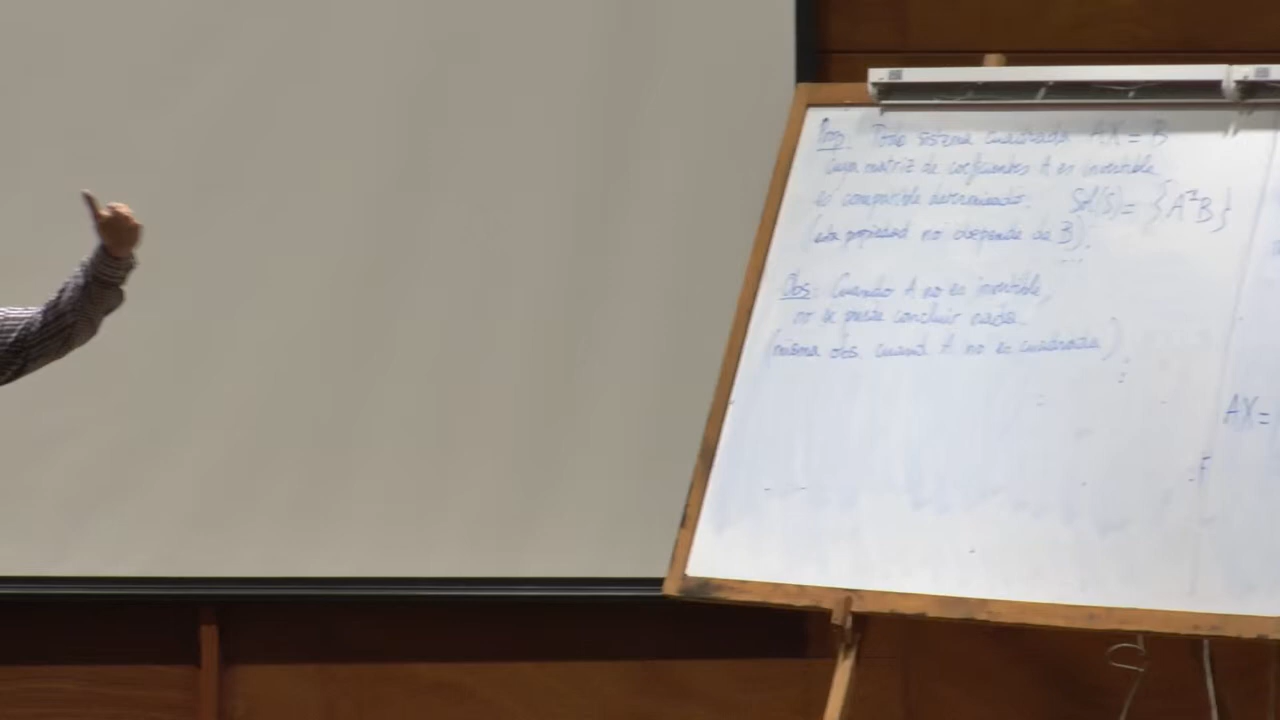 Prop: Todo sistema cuadrado AX = B
cuya matriz de coeficientes A es invertible
es compatible determinado. Sol(S) = {A⁻¹B}
(esta propiedad no depende de B).
Obs: Cuando A no es invertible,
no se puede concluir nada.
(misma obs cuando A no es cuadrada)
AX =